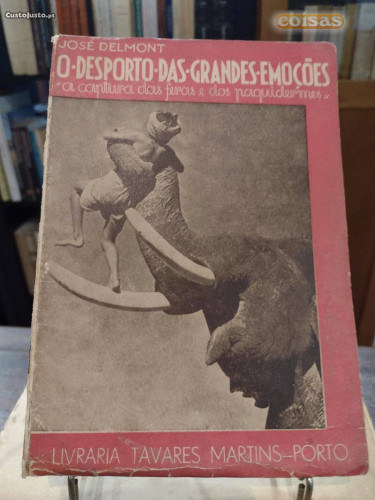 CustoJusto.pt
coisas
JOSÉ DELMONT
O·DESPORTO·DAS·GRANDES·EMOÇÕES
"a captura das feras e dos paquidermes"
LIVRARIA TAVARES MARTINS-PORTO